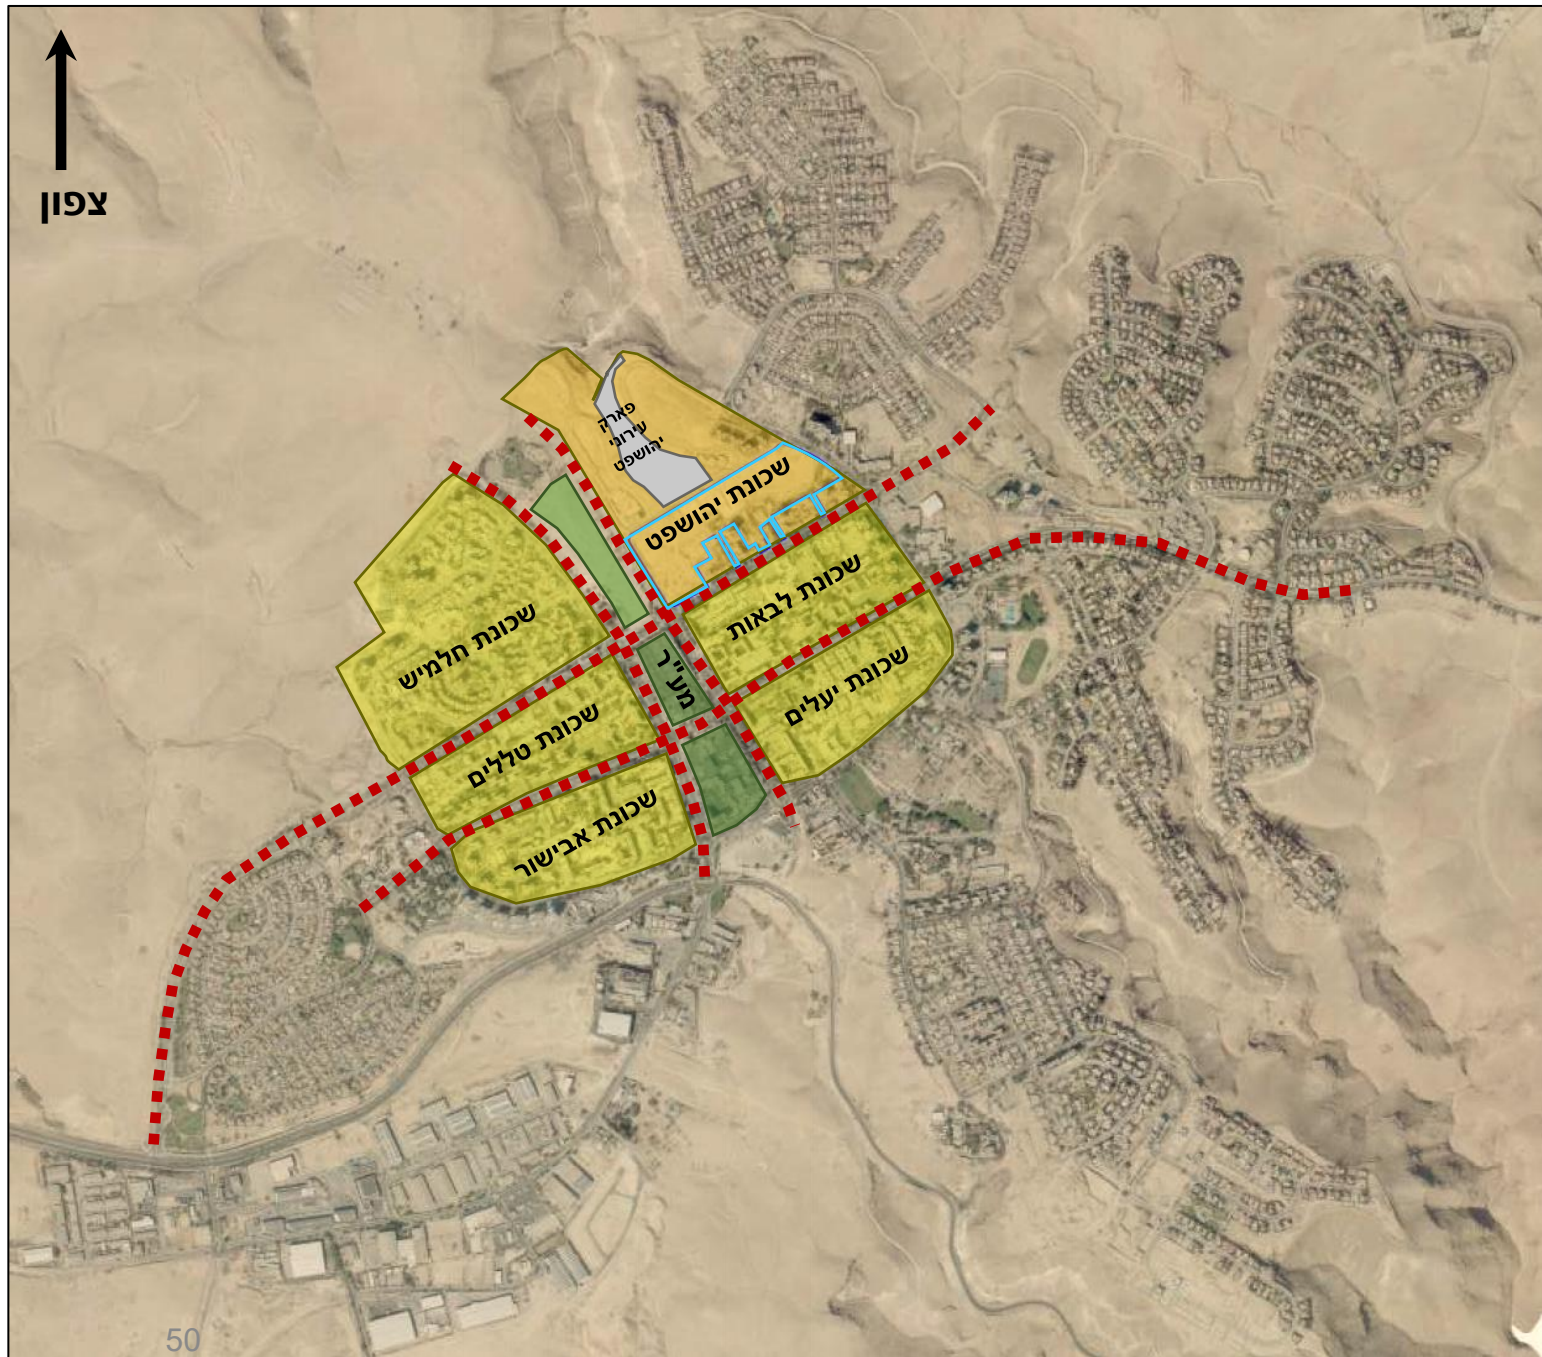 צפון
פארק
עירוני
יהושפט
שכונת יהושפט
שכונת לבאות
שכונת חלמיש
מע"ר
שכונת יעלים
שכונת טללים
שכונת אבישור
50